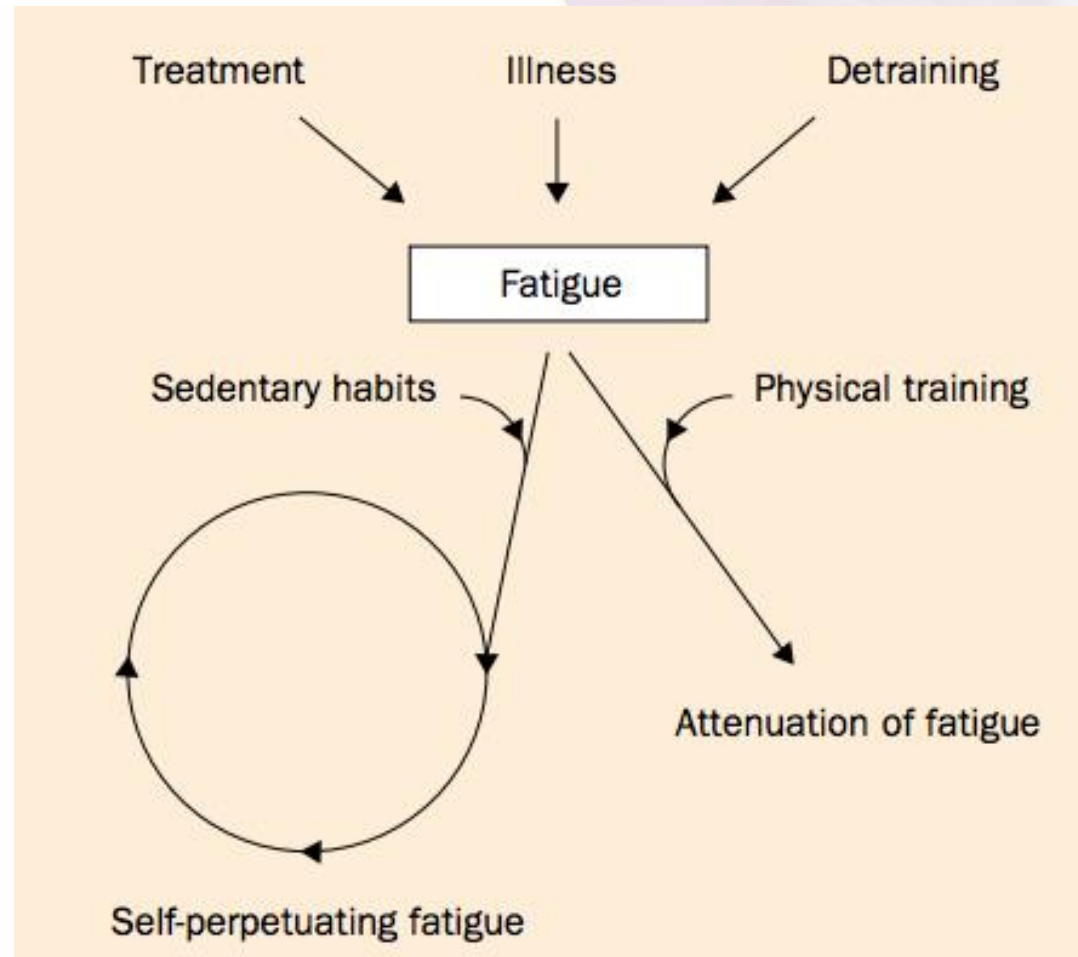 Treatment
Illness
Detraining
Fatigue
Sedentary habits
Physical training
Attenuation of fatigue
Self-perpetuating fatigue